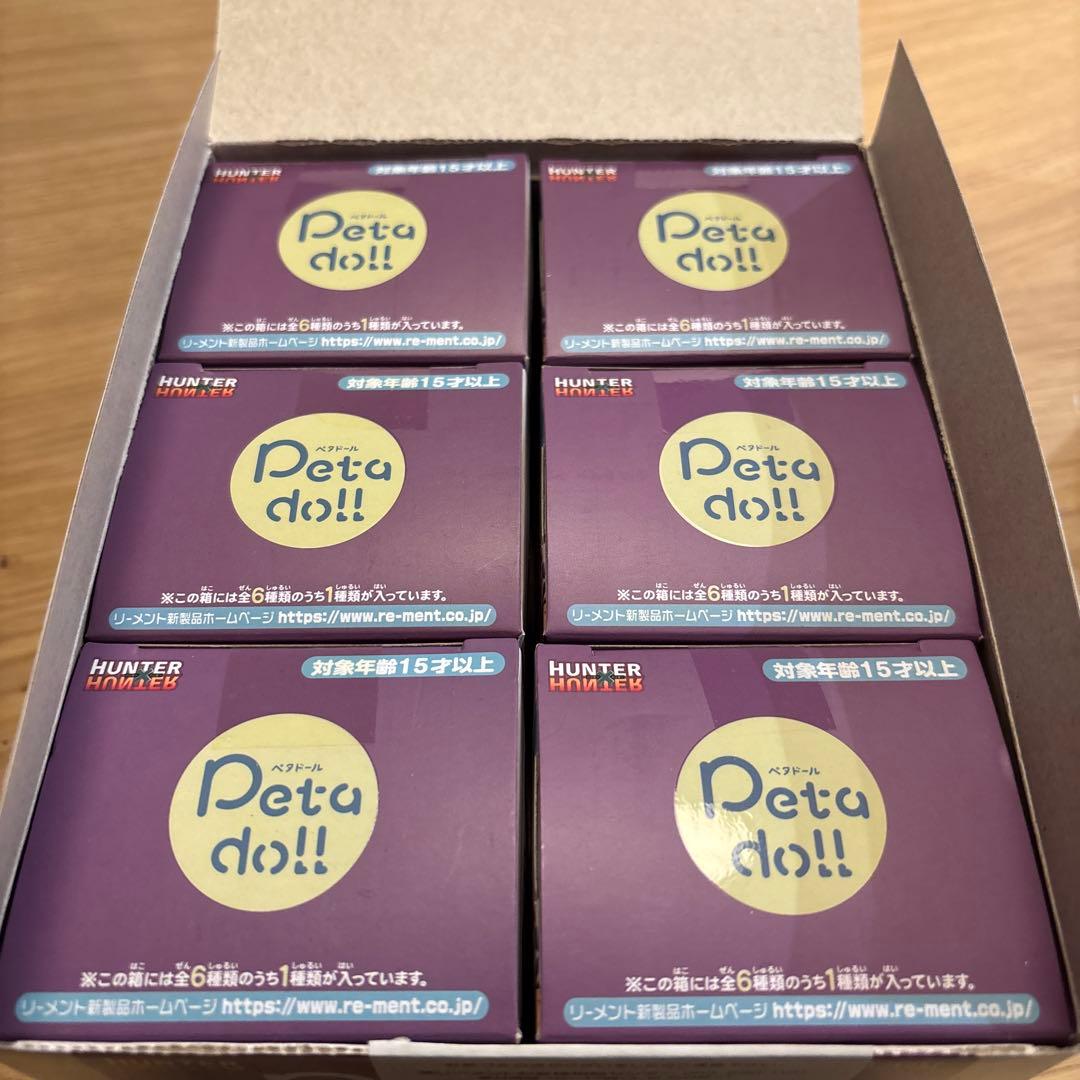 HUNTER
HUNTER
対象年齢15才以上
ペタドール
Peta
do!!
※この箱には全6種類のうち1種類が入っています。
リーメント新製品ホームページ https://www.re-ment.co.jp/
HUNTER
HUNTER
対象年齢15才以上
ペタドール
Peta
do!!
※この箱には全6種類のうち1種類が入っています。
リーメント新製品ホームページ https://www.re-ment.co.jp/
HUNTER
HUNTER
対象年齢15才以上
ペタドール
Peta
do!!
※この箱には全6種類のうち1種類が入っています。
リーメント新製品ホームページ https://www.re-ment.co.jp/
HUNTER
HUNTER
対象年齢15才以上
ペタドール
Peta
do!!
※この箱には全6種類のうち1種類が入っています。
リーメント新製品ホームページ https://www.re-ment.co.jp/
HUNTER
HUNTER
対象年齢15才以上
ペタドール
Peta
do!!
※この箱には全6種類のうち1種類が入っています。
リーメント新製品ホームページ https://www.re-ment.co.jp/
HUNTER
HUNTER
対象年齢15才以上
ペタドール
Peta
do!!
※この箱には全6種類のうち1種類が入っています。
リーメント新製品ホームページ https://www.re-ment.co.jp/